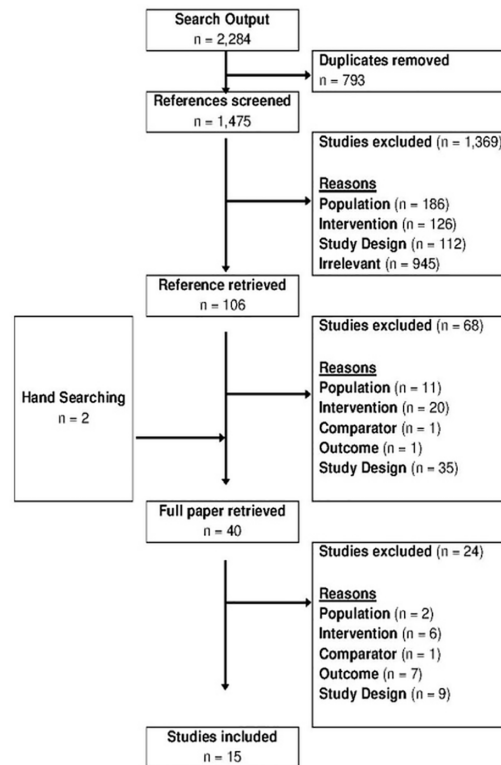 Search Output
n = 2,284
Duplicates removed
n = 793
References screened
n = 1,475
Studies excluded (n = 1,369)
Reasons
Population (n = 186)
Intervention (n = 126)
Study Design (n = 112)
Irrelevant (n = 945)
Reference retrieved
n = 106
Studies excluded (n = 68)
Reasons
Population (n = 11)
Intervention (n = 20)
Comparator (n = 1)
Outcome (n = 1)
Study Design (n = 35)
Hand Searching
n = 2
Full paper retrieved
n = 40
Studies excluded (n = 24)
Reasons
Population (n = 2)
Intervention (n = 6)
Comparator (n = 1)
Outcome (n = 7)
Study Design (n = 9)
Studies included
n = 15